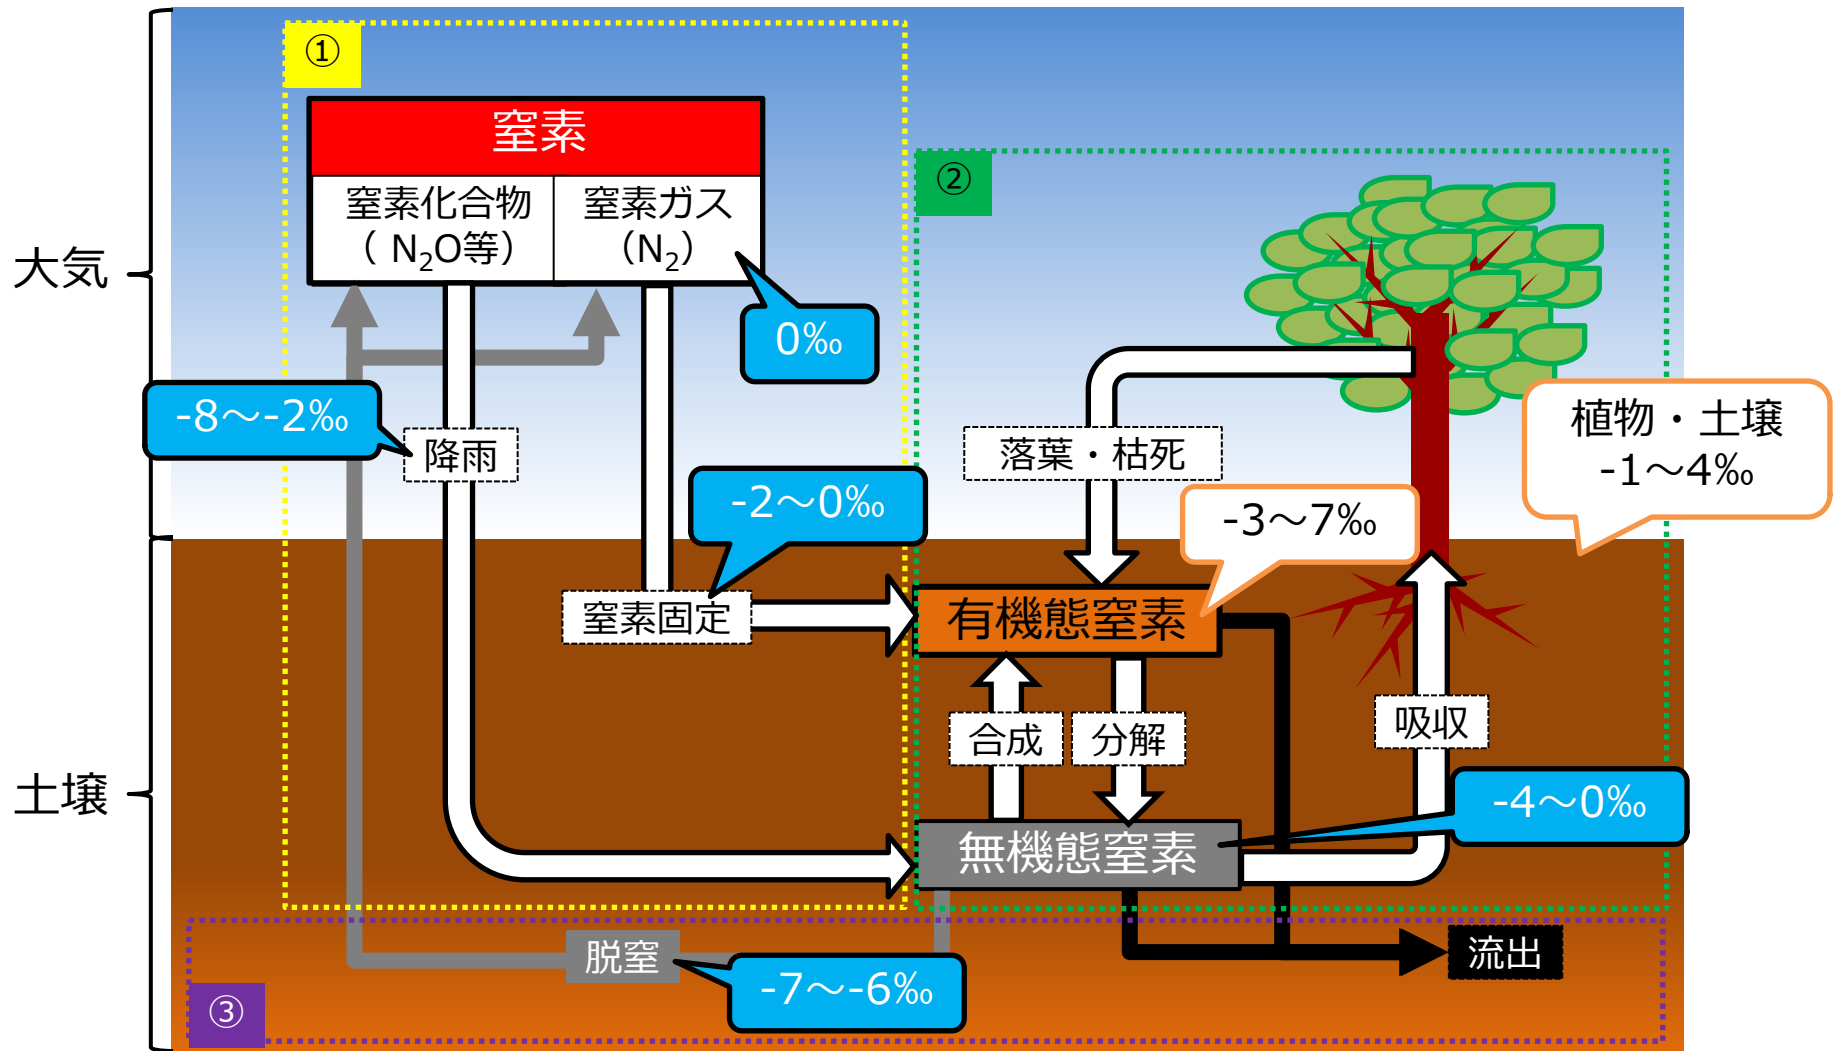 ①
窒素
窒素化合物
（ N₂O等）
窒素ガス
（N₂）
0‰
②
大気
-8～-2‰
降雨
落葉・枯死
植物・土壌
-1～4‰
-2～0‰
-3～7‰
窒素固定
有機態窒素
合成
分解
吸収
土壌
-4～0‰
無機態窒素
脱窒
-7～-6‰
流出
③